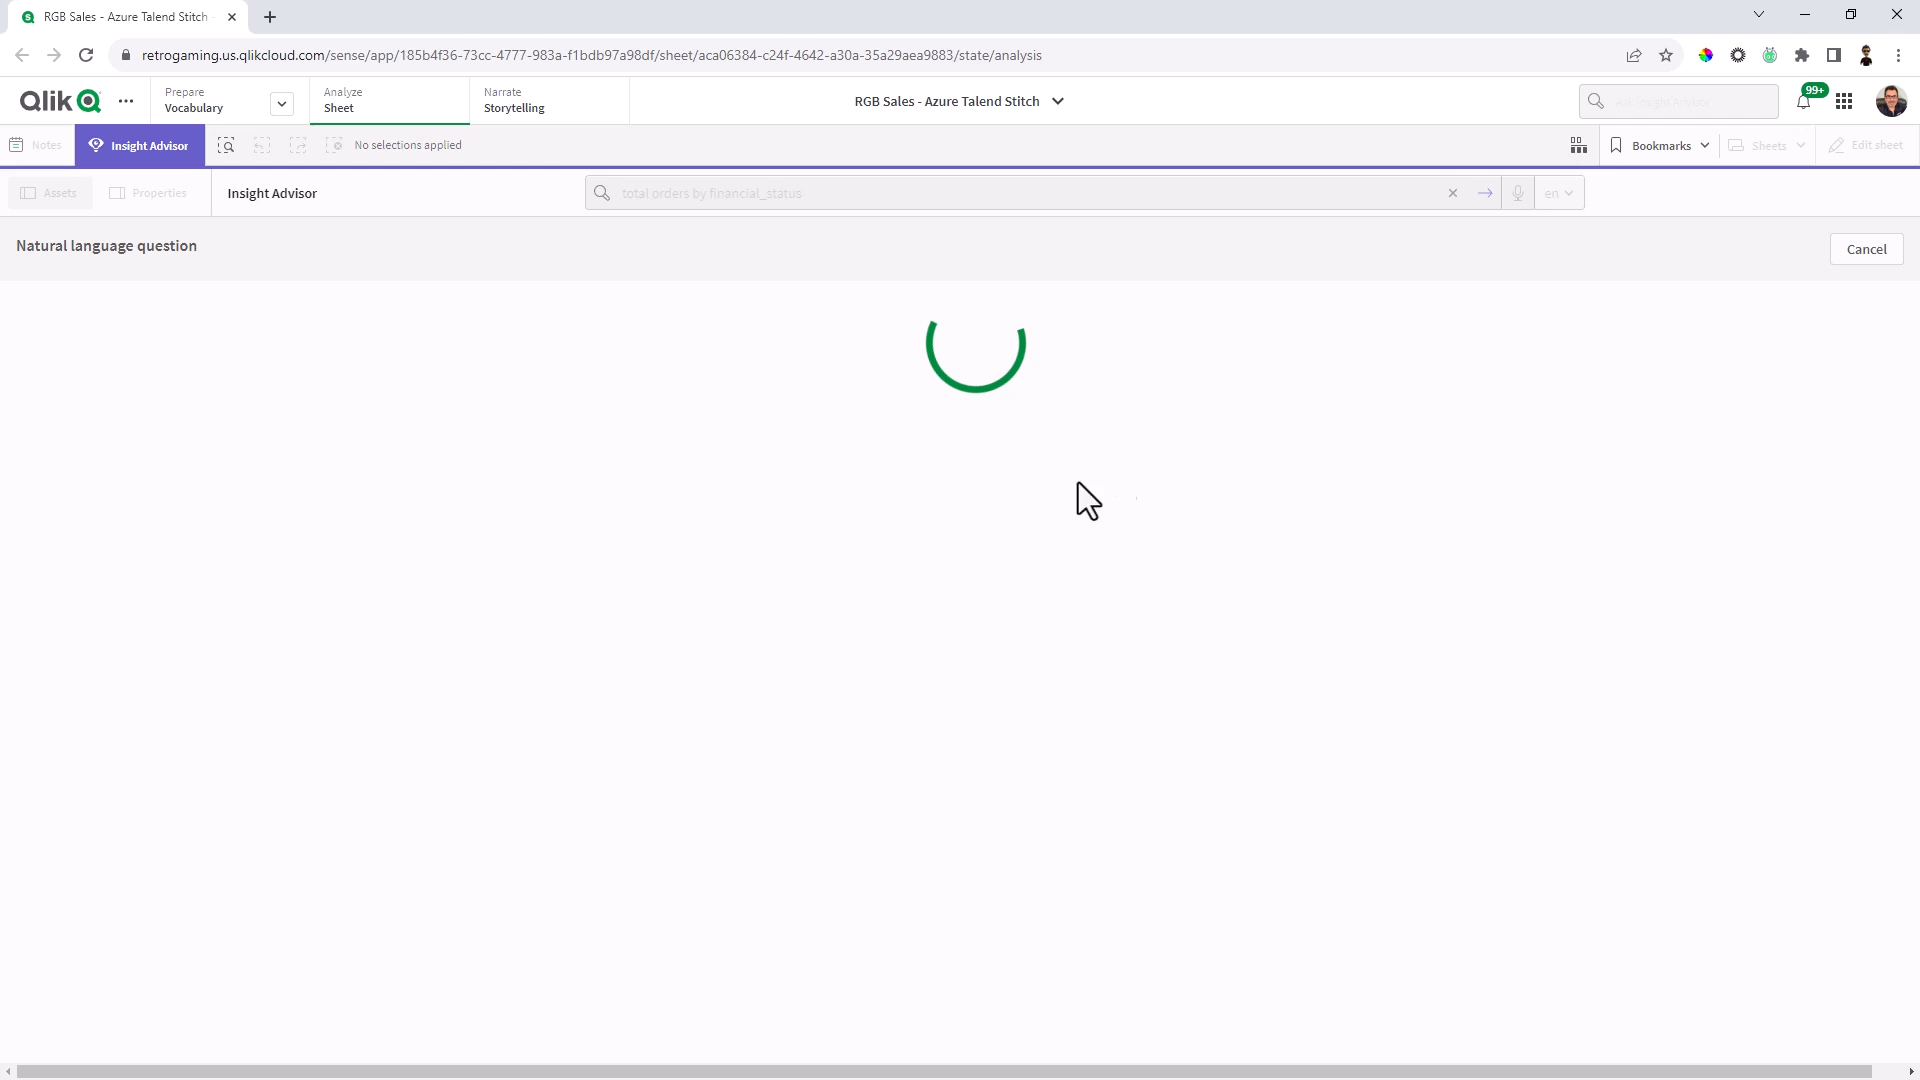 RGB Sales - Azure Talend Stitch
retrogaming.us.qlikcloud.com/sense/app/185b4f36-73cc-4777-983a-f1bdb97a98df/sheet/aca06384-c24f-4642-a30a-35a29aea9883/state/analysis
Qlik
Prepare
Vocabulary
Analyze
Sheet
Narrate
Storytelling
RGB Sales - Azure Talend Stitch
Ask Insight Advisor
99+
Notes
Insight Advisor
No selections applied
Bookmarks
Sheets
Edit sheet
Assets
Properties
Insight Advisor
total orders by financial_status
en
Natural language question
Cancel